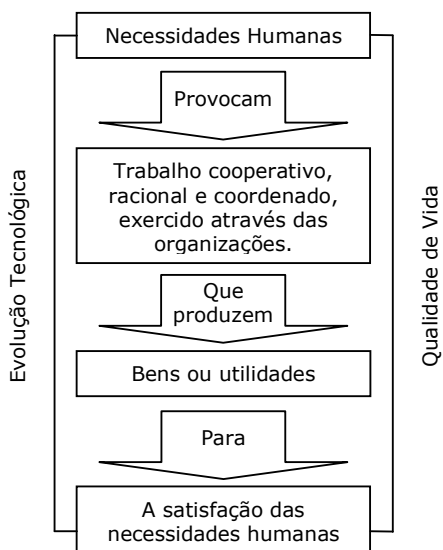 Necessidades Humanas
Provocam
Trabalho cooperativo,
racional e coordenado,
exercido através das
organizações.
Que
produzem
Bens ou utilidades
Para
A satisfação das
necessidades humanas
Evolução Tecnológica
Qualidade de Vida